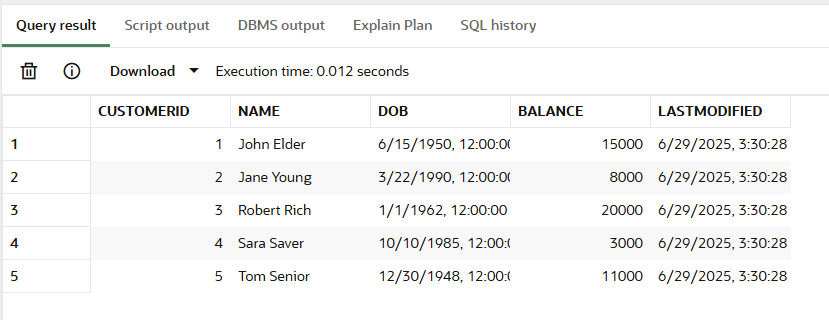 Query result Script output DBMS output Explain Plan SQL history
Download Execution time: 0.012 seconds
CUSTOMERID NAME DOB BALANCE LASTMODIFIED
1 1 John Elder 6/15/1950, 12:00:00 15000 6/29/2025, 3:30:28
2 2 Jane Young 3/22/1990, 12:00:00 8000 6/29/2025, 3:30:28
3 3 Robert Rich 1/1/1962, 12:00:00 20000 6/29/2025, 3:30:28
4 4 Sara Saver 10/10/1985, 12:00:0 3000 6/29/2025, 3:30:28
5 5 Tom Senior 12/30/1948, 12:00:0 11000 6/29/2025, 3:30:28